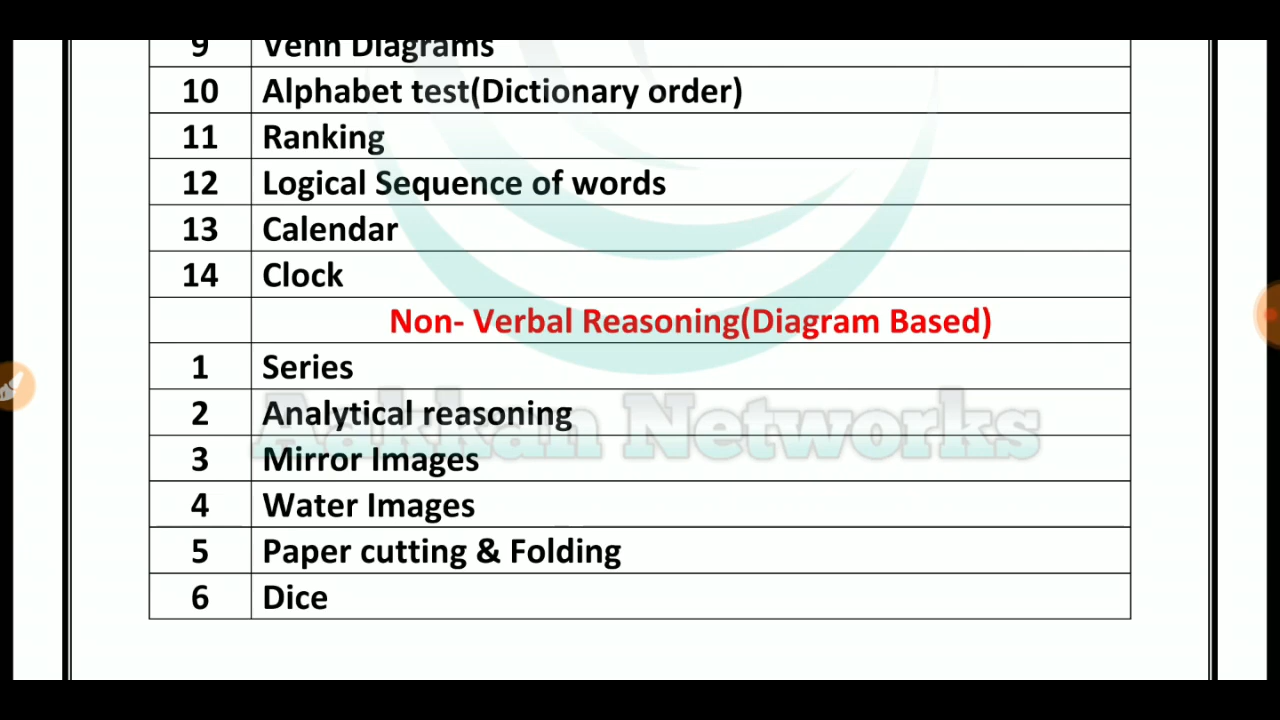 9 Venn Diagrams
10 Alphabet test(Dictionary order)
11 Ranking
12 Logical Sequence of words
13 Calendar
14 Clock
Non- Verbal Reasoning(Diagram Based)
1 Series
2 Analytical reasoning
Aakkan Networks
3 Mirror Images
4 Water Images
5 Paper cutting & Folding
6 Dice